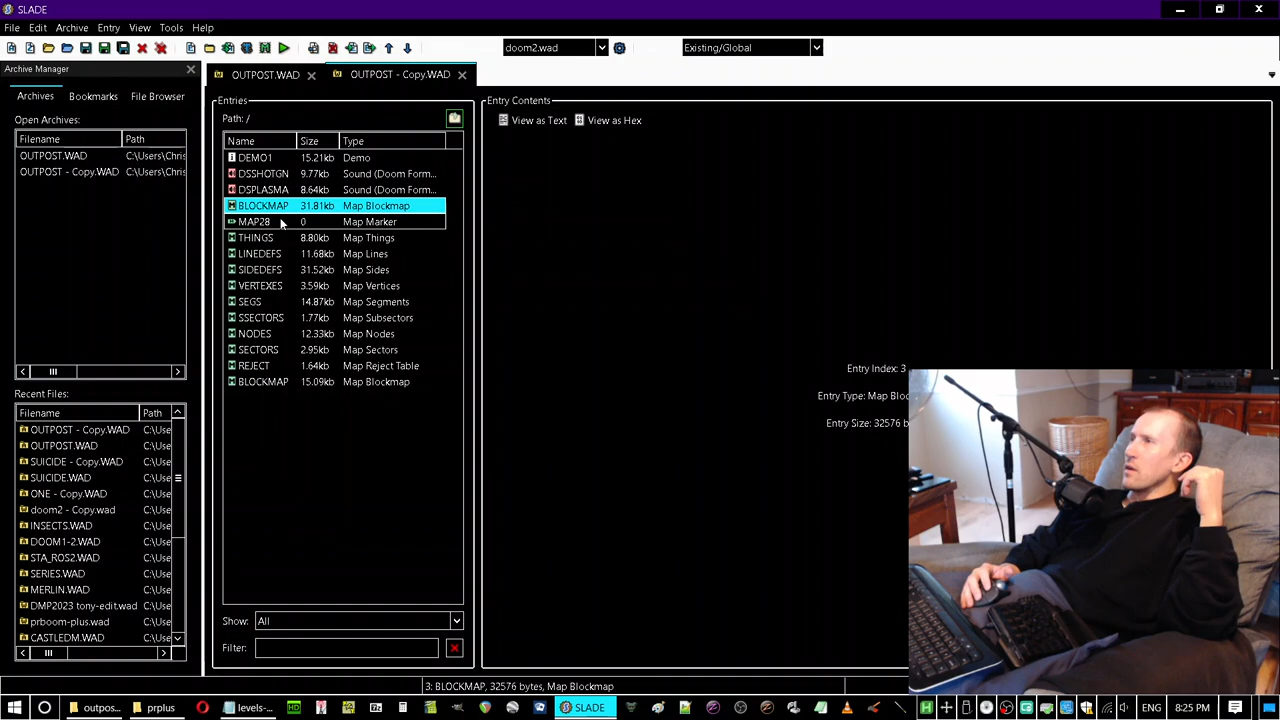 SLADE
File Edit Archive Entry View Tools Help
doom2.wad
Existing/Global
Archive Manager
OUTPOST.WAD
OUTPOST - Copy.WAD
Archives Bookmarks File Browser
Open Archives:
Filename Path
OUTPOST.WAD C:\Users\Chris
OUTPOST - Copy.WAD C:\Users\Chris
Recent Files:
Filename Path
OUTPOST - Copy.WAD C:\Use
OUTPOST.WAD C:\Use
SUICIDE - Copy.WAD C:\Use
SUICIDE.WAD C:\Use
ONE - Copy.WAD C:\Use
doom2 - Copy.wad C:\Use
INSECTS.WAD C:\Use
DOOM1-2.WAD C:\Use
STA_ROS2.WAD C:\Use
SERIES.WAD C:\Use
MERLIN.WAD C:\Use
DMP2023 tony-edit.wad C:\Use
prboom-plus.wad C:\Use
CASTLEDM.WAD C:\Use
Entries
Path: /
Name Size Type
DEMO1 15.21kb Demo
DSSHOTGN 9.77kb Sound (Doom Form...
DSPLASMA 8.64kb Sound (Doom Form...
BLOCKMAP 31.81kb Map Blockmap
MAP28 0 Map Marker
THINGS 8.80kb Map Things
LINEDEFS 11.68kb Map Lines
SIDEDEFS 31.52kb Map Sides
VERTEXES 3.59kb Map Vertices
SEGS 14.87kb Map Segments
SSECTORS 1.77kb Map Subsectors
NODES 12.33kb Map Nodes
SECTORS 2.95kb Map Sectors
REJECT 1.64kb Map Reject Table
BLOCKMAP 15.09kb Map Blockmap
Show: All
Filter:
Entry Contents
View as Text View as Hex
Entry Index: 3
Entry Type: Map Bloc
Entry Size: 32576 b
3: BLOCKMAP, 32576 bytes, Map Blockmap
outpos...
prplus
levels-...
SLADE
ENG
8:25 PM